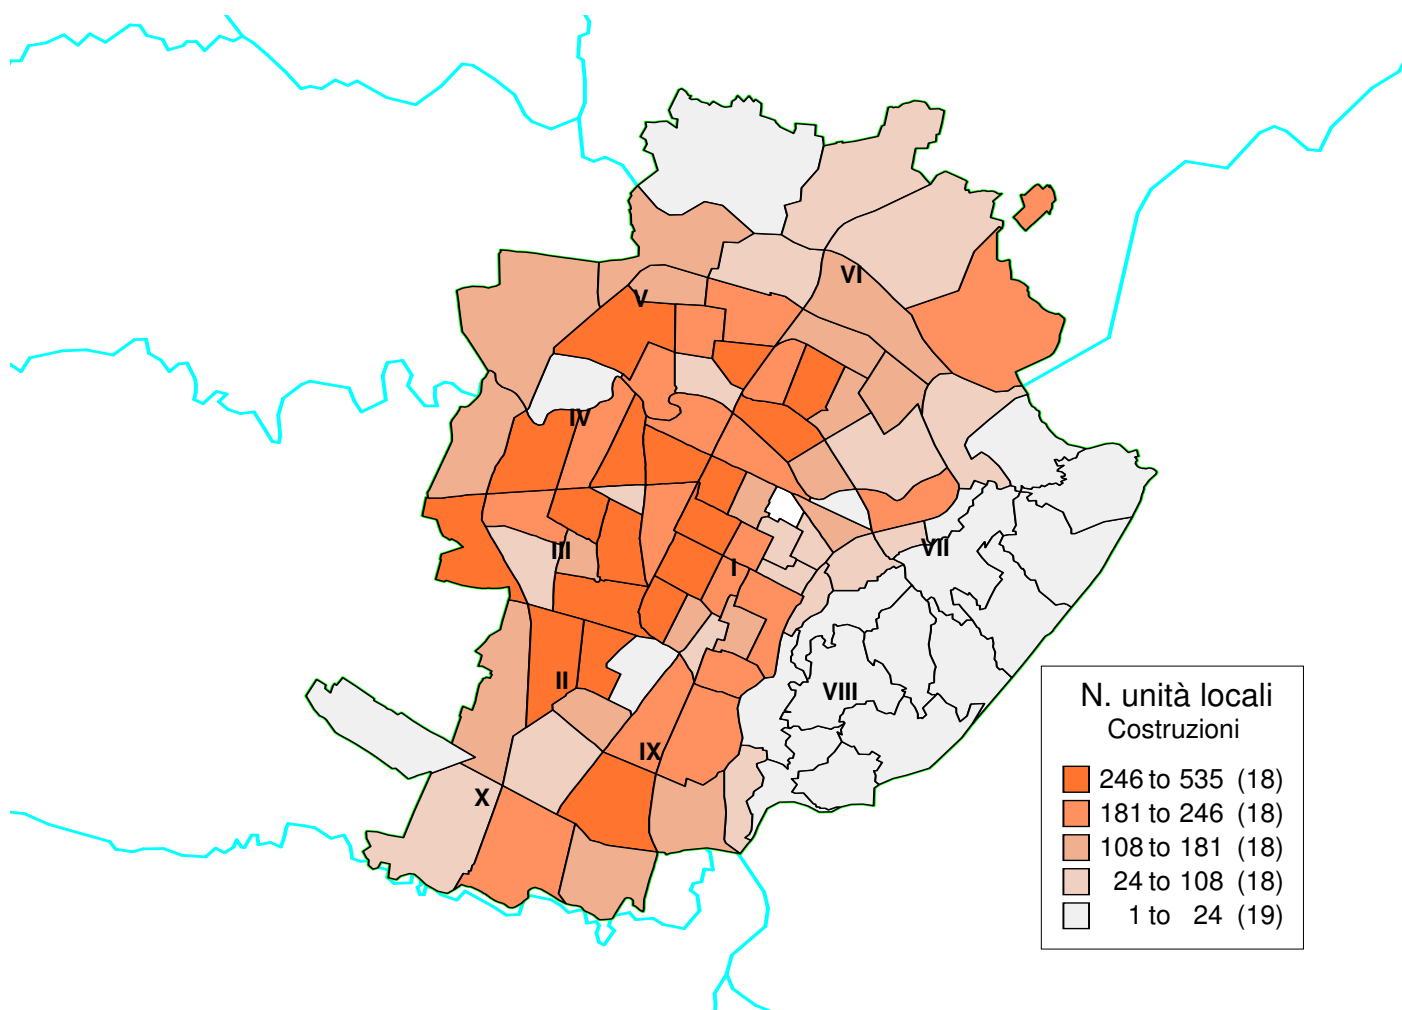 VI
V
IV
VII
III
I
II
VIII
IX
X
N. unità locali
Costruzioni
246 to 535 (18)
181 to 246 (18)
108 to 181 (18)
24 to 108 (18)
1 to 24 (19)